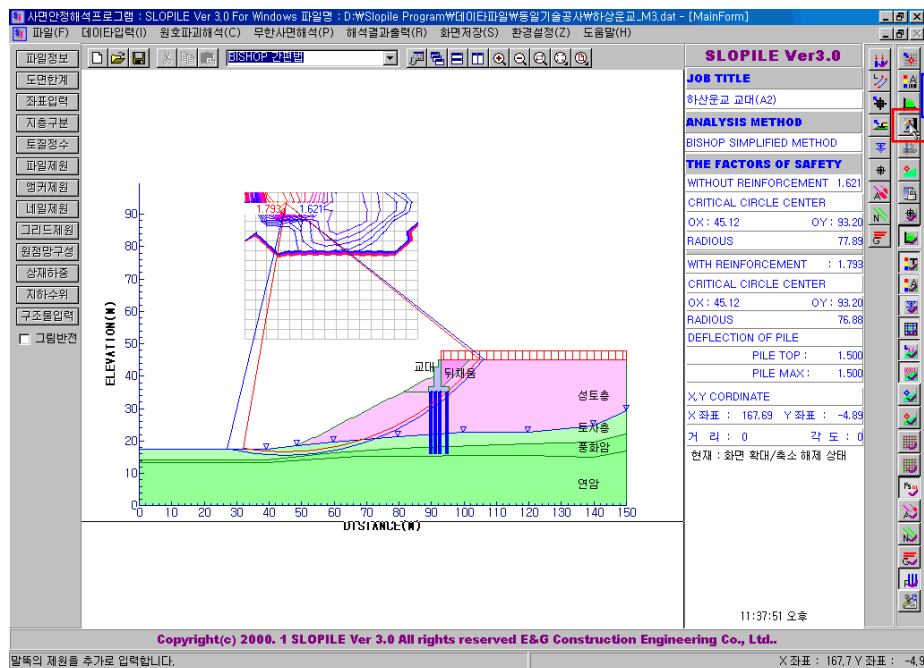 사면안정해석프로그램 : SLOPILE Ver 3.0 For Windows 파일명 : D:₩Slopile Program₩데이타파일₩동일기술공사₩하상운교_M3.dat - [MainForm]
파일(F) 데이터입력(I) 원호파괴해석(C) 무한사면해석(P) 해석결과출력(R) 화면저장(S) 환경설정(Z) 도움말(H)
BISHOP 간편법
파일정보
도면한계
좌표입력
지층구분
토질정수
파일제원
앵커제원
네일제원
그리드제원
원점망구성
상재하중
지하수위
구조물입력
그림반전
ELEVATION(M)
90
80
70
60
50
40
30
20
10
0
1.793
1.621
교대
뒤채움
성토층
토사층
풍화암
연암
0 10 20 30 40 50 60 70 80 90 100 110 120 130 140 150
DISTANCE(M)
SLOPILE Ver3.0
JOB TITLE
하산운교 교대(A2)
ANALYSIS METHOD
BISHOP SIMPLIFIED METHOD
THE FACTORS OF SAFETY
WITHOUT REINFORCEMENT 1.621
CRITICAL CIRCLE CENTER
OX : 45.12 OY : 93.20
RADIOUS 77.89
WITH REINFORCEMENT : 1.793
CRITICAL CIRCLE CENTER
OX : 45.12 OY : 93.20
RADIOUS 76.88
DEFLECTION OF PILE
PILE TOP : 1.500
PILE MAX : 1.500
X,Y CORDINATE
X 좌표 : 167.69 Y 좌표 : -4.89
거 리 : 0 각 도 : 0
현재 : 화면 확대/축소 해제 상태
11:37:51 오후
Copyright(c) 2000. 1 SLOPILE Ver 3.0 All rights reserved E&G Construction Engineering Co., Ltd..
말뚝의 제원을 추가로 입력합니다.
X 좌표 : 167.7 Y 좌표 : -4.9